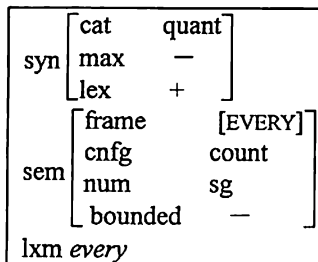 cat quant
syn max −
lex +
frame [EVERY]
cnfg count
sem num sg
bounded −
lxm every